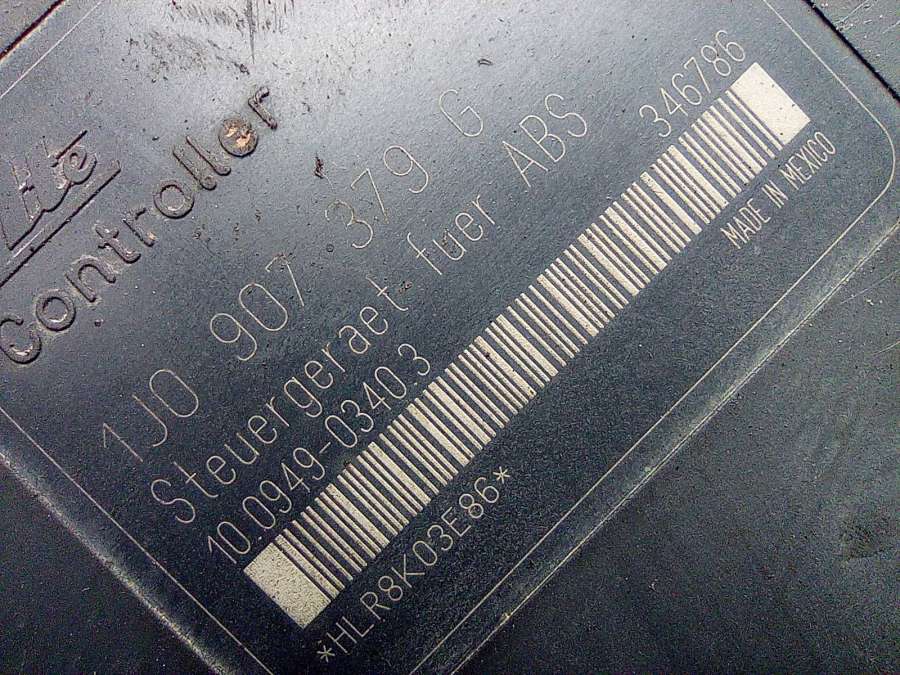 ate
controller
1J0 907 379 G
Steuergeraet fuer ABS
10.0949-0340.3 346786
*HLR8K03E86* MADE IN MEXICO